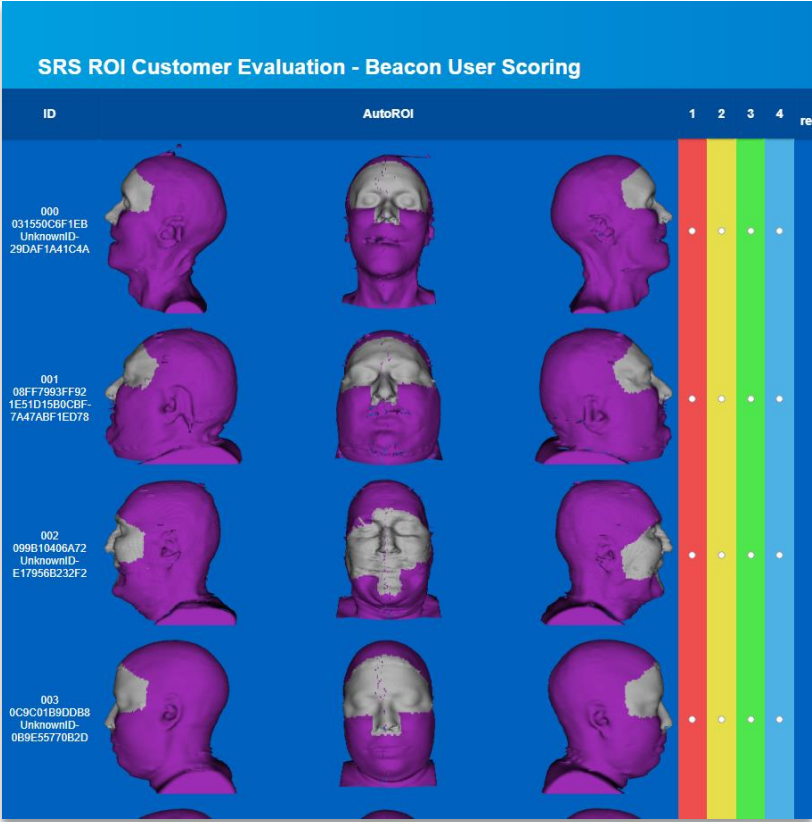 SRS ROI Customer Evaluation - Beacon User Scoring
ID AutoROI 1 2 3 4 re
000
031550C6F1EB
UnknownID-
29DAF1A41C4A
001
08FF7993FF92
1E51D15B0CBF-
7A47ABF1ED78
002
099B10406A72
UnknownID-
E17956B232F2
003
0C9C01B9DDB8
UnknownID-
0B9E55770B2D